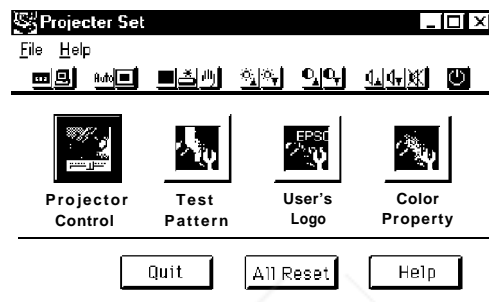 Projecter Set
File Help
Auto
EPSO
Projector Control
Test Pattern
User's Logo
Color Property
Quit All Reset Help